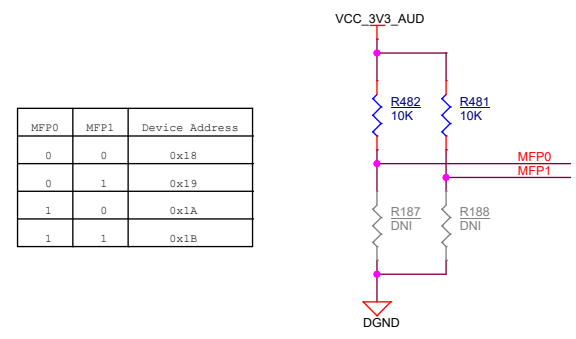 VCC_3V3_AUD
R482 R481
10K 10K
MFP0 MFP1 Device Address
0 0 0x18
0 1 0x19
1 0 0x1A
1 1 0x1B
MFP0
MFP1
R187 R188
DNI DNI
DGND